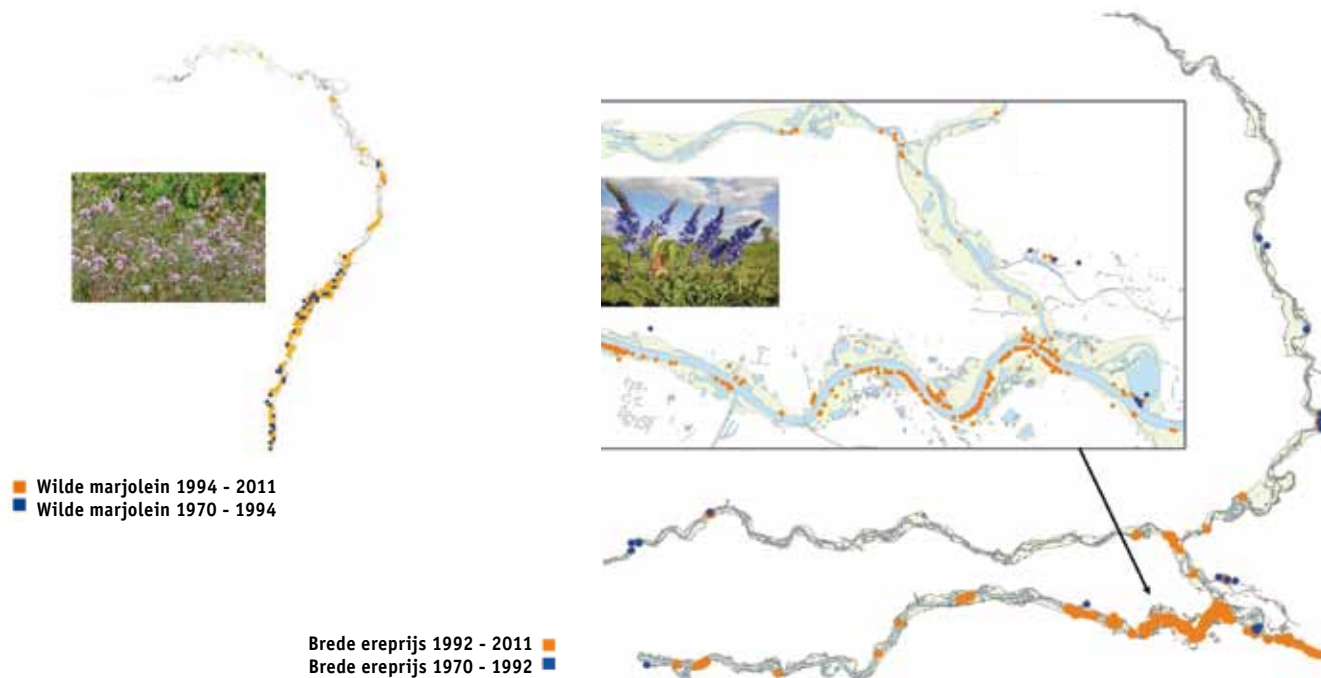 Wilde marjolein 1994 - 2011
Wilde marjolein 1970 - 1994
Brede ereprijs 1992 - 2011
Brede ereprijs 1970 - 1992